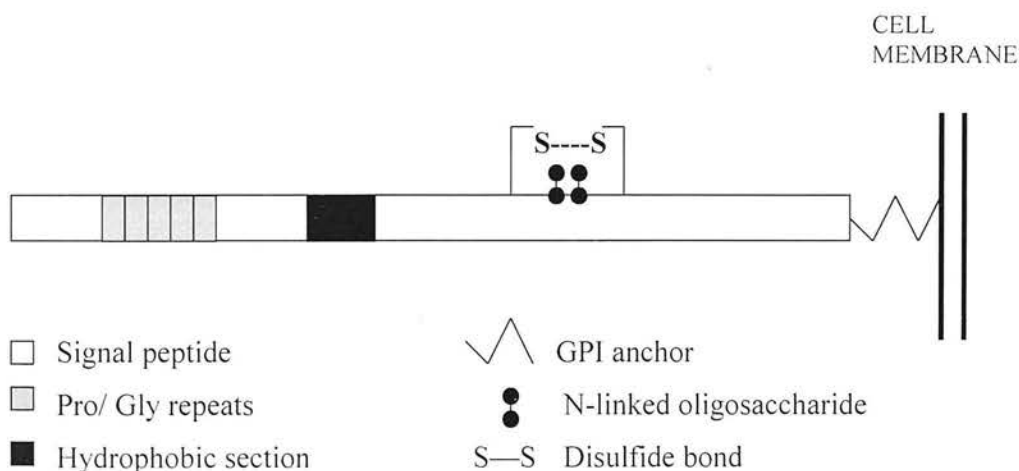 CELL
MEMBRANE
S----S
Signal peptide
GPI anchor
Pro/ Gly repeats
N-linked oligosaccharide
Hydrophobic section
S—S Disulfide bond